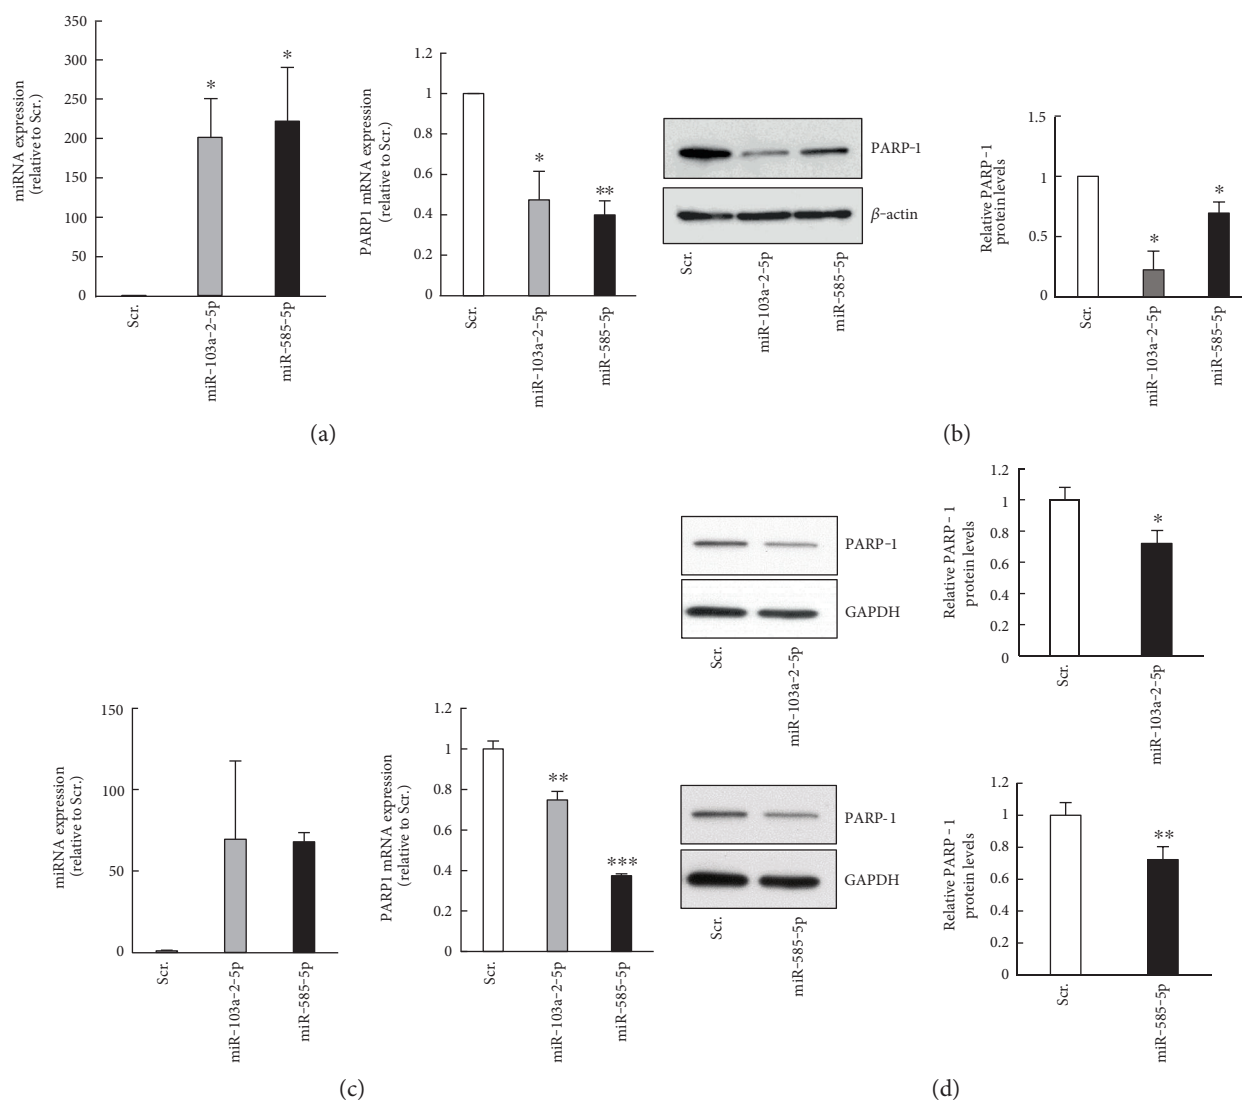 350
300
250
200
150
100
50
0
miRNA expression
(relative to Scr.)
*
*
Scr.
miR-103a-2-5p
miR-585-5p
1.2
1
0.8
0.6
0.4
0.2
0
PARP1 mRNA expression
(relative to Scr.)
*
**
Scr.
miR-103a-2-5p
miR-585-5p
(a)
PARP-1
β-actin
Scr.
miR-103a-2-5p
miR-585-5p
1.5
1
0.5
0
Relative PARP-1
protein levels
*
*
Scr.
miR-103a-2-5p
miR-585-5p
(b)
150
100
50
0
miRNA expression
(relative to Scr.)
Scr.
miR-103a-2-5p
miR-585-5p
1.2
1
0.8
0.6
0.4
0.2
0
PARP1 mRNA expression
(relative to Scr.)
**
***
Scr.
miR-103a-2-5p
miR-585-5p
(c)
PARP-1
GAPDH
Scr.
miR-103a-2-5p
1.2
1
0.8
0.6
0.4
0.2
0
Relative PARP-1
protein levels
*
Scr.
miR-103a-2-5p
PARP-1
GAPDH
Scr.
miR-585-5p
1.2
1
0.8
0.6
0.4
0.2
0
Relative PARP-1
protein levels
**
Scr.
miR-585-5p
(d)